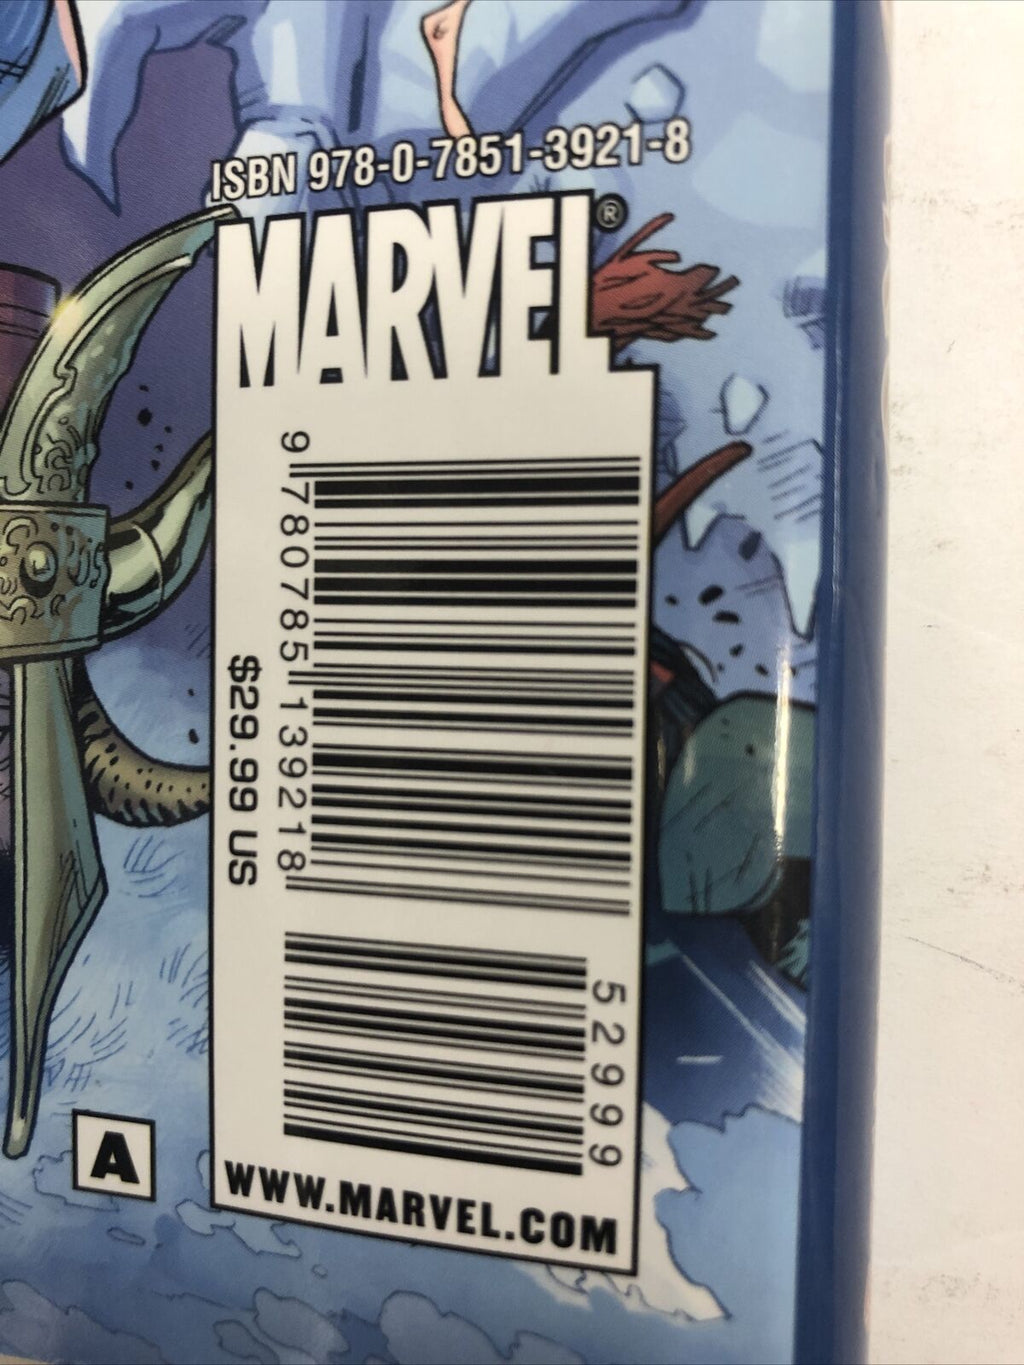 ISBN 978-0-7851-3921-8
MARVEL®
9 780785 139218
$29.99 US
52999
A
WWW.MARVEL.COM